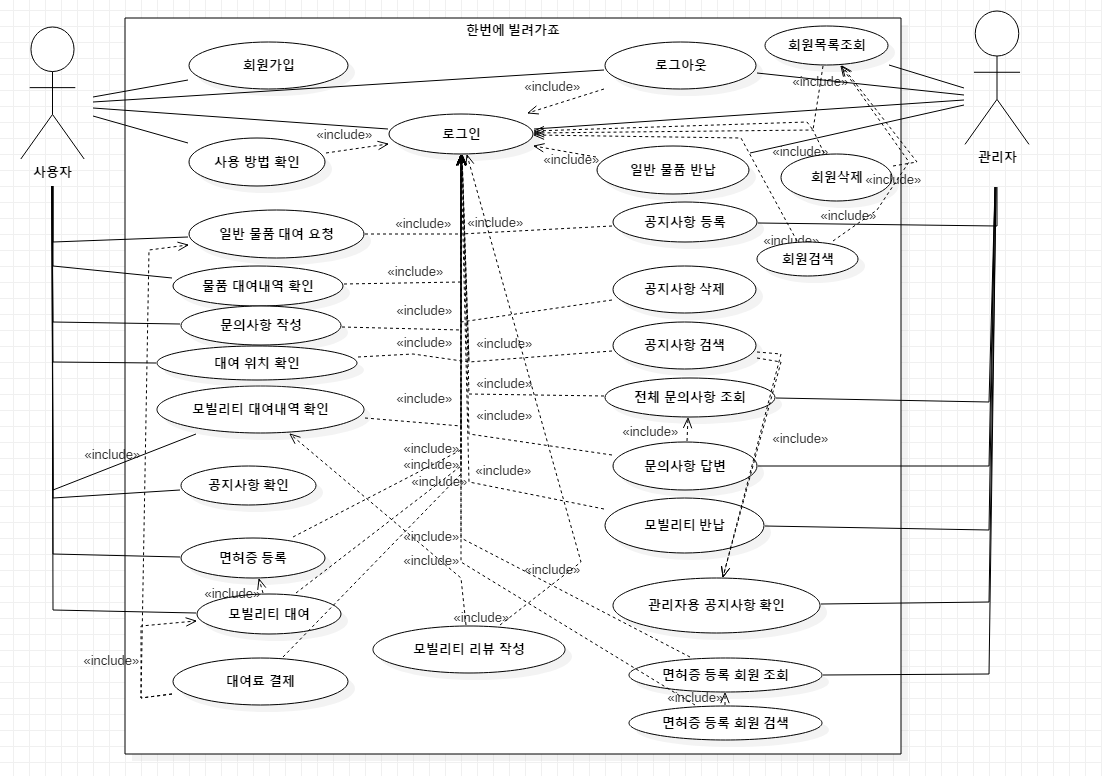 한번에 빌려가죠
회원목록조회
회원가입
로그아웃
«include»
«include»
로그인
«include»
사용 방법 확인
«include»
«include»
사용자
관리자
일반 물품 반납
회원삭제
«include»
일반 물품 대여 요청
«include»
«include»
공지사항 등록
«include»
«include»
회원검색
물품 대여내역 확인
«include»
공지사항 삭제
문의사항 작성
«include»
대여 위치 확인
«include»
«include»
공지사항 검색
모빌리티 대여내역 확인
«include»
«include»
«include»
전체 문의사항 조회
«include»
«include»
«include»
«include»
«include»
«include»
«include»
문의사항 답변
공지사항 확인
모빌리티 반납
면허증 등록
«include»
«include»
«include»
«include»
모빌리티 대여
«include»
관리자용 공지사항 확인
«include»
모빌리티 리뷰 작성
대여료 결제
면허증 등록 회원 조회
«include»
면허증 등록 회원 검색